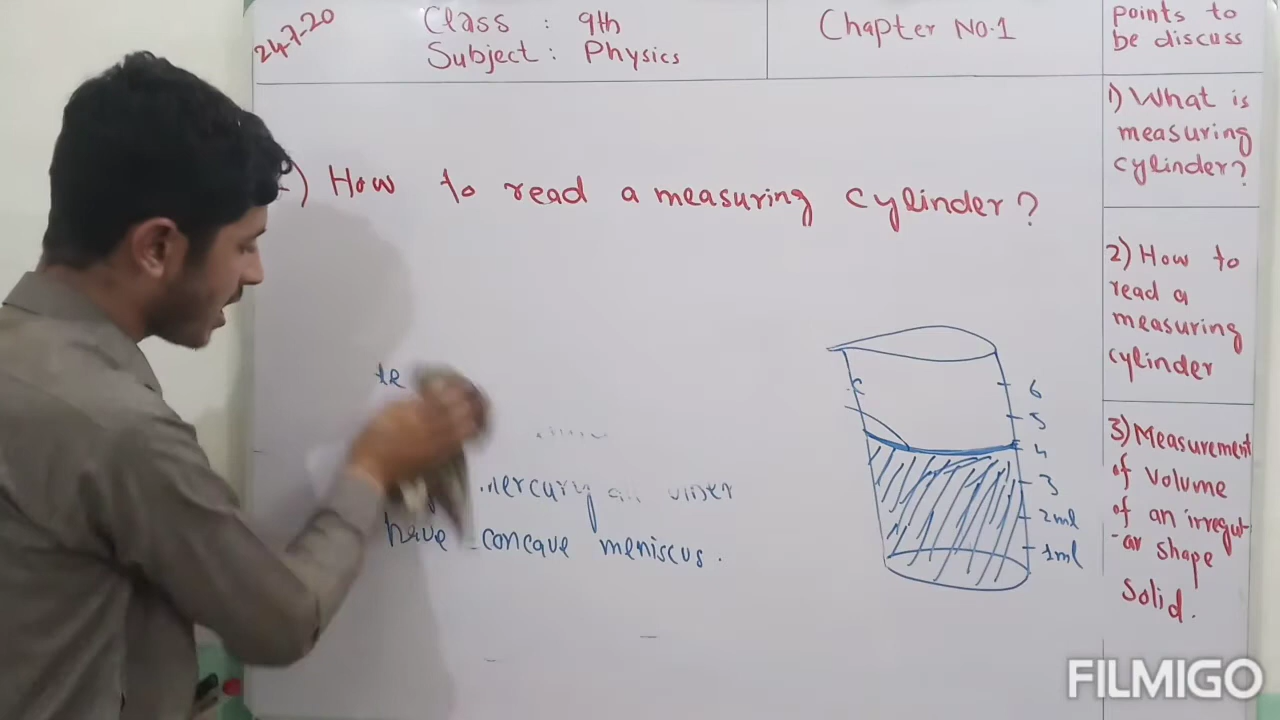 24-7-20
Class : 9th
Subject : Physics
Chapter No.1
points to
be discuss
) How to read a measuring cylinder?
1) What is
measuring
cylinder?
2) How to
read a
measuring
cylinder
3) Measurement
of volume
of an irregul
-ar shape
solid.
6
5
4
3
2ml
1ml
have concave meniscus.
FILMIGO